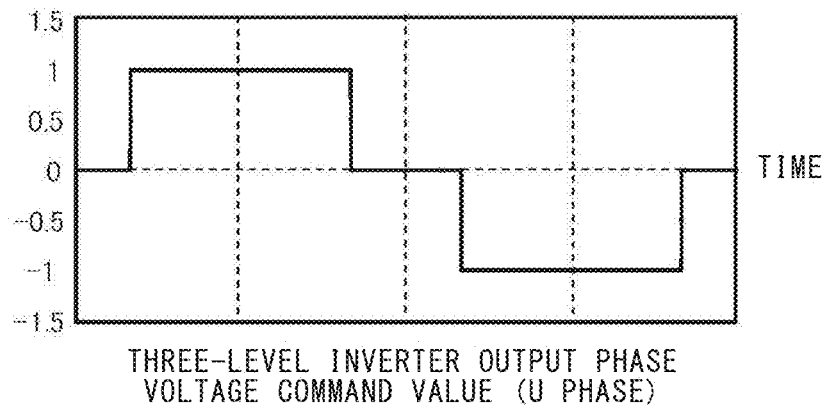 1.5
1
0.5
0
-0.5
-1
-1.5
TIME
THREE-LEVEL INVERTER OUTPUT PHASE
VOLTAGE COMMAND VALUE (U PHASE)